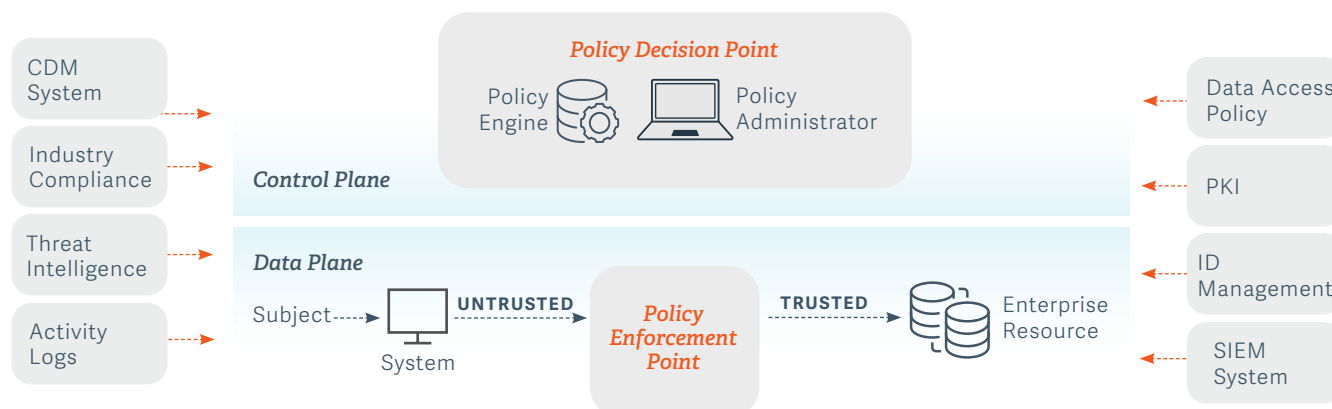 CDM
System
Industry
Compliance
Threat
Intelligence
Activity
Logs
Policy Decision Point
Policy
Engine
Policy
Administrator
Control Plane
Data Plane
Subject
System
UNTRUSTED
Policy
Enforcement
Point
TRUSTED
Enterprise
Resource
Data Access
Policy
PKI
ID
Management
SIEM
System